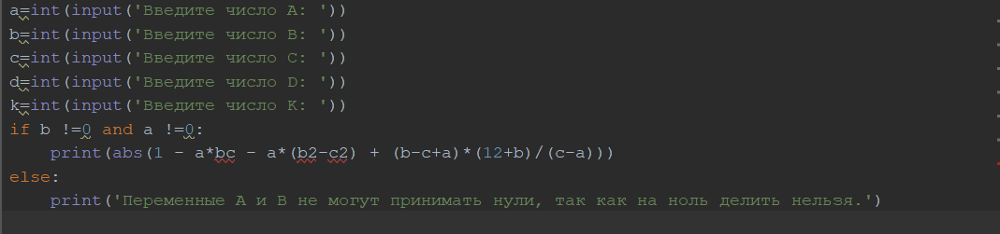 a=int(input('Введите число A: '))
b=int(input('Введите число B: '))
c=int(input('Введите число C: '))
d=int(input('Введите число D: '))
k=int(input('Введите число K: '))
if b !=0 and a !=0:
    print(abs(1 - a*bc - a*(b2-c2) + (b-c+a)*(12+b)/(c-a)))
else:
    print('Переменные A и B не могут принимать нули, так как на ноль делить нельзя.')